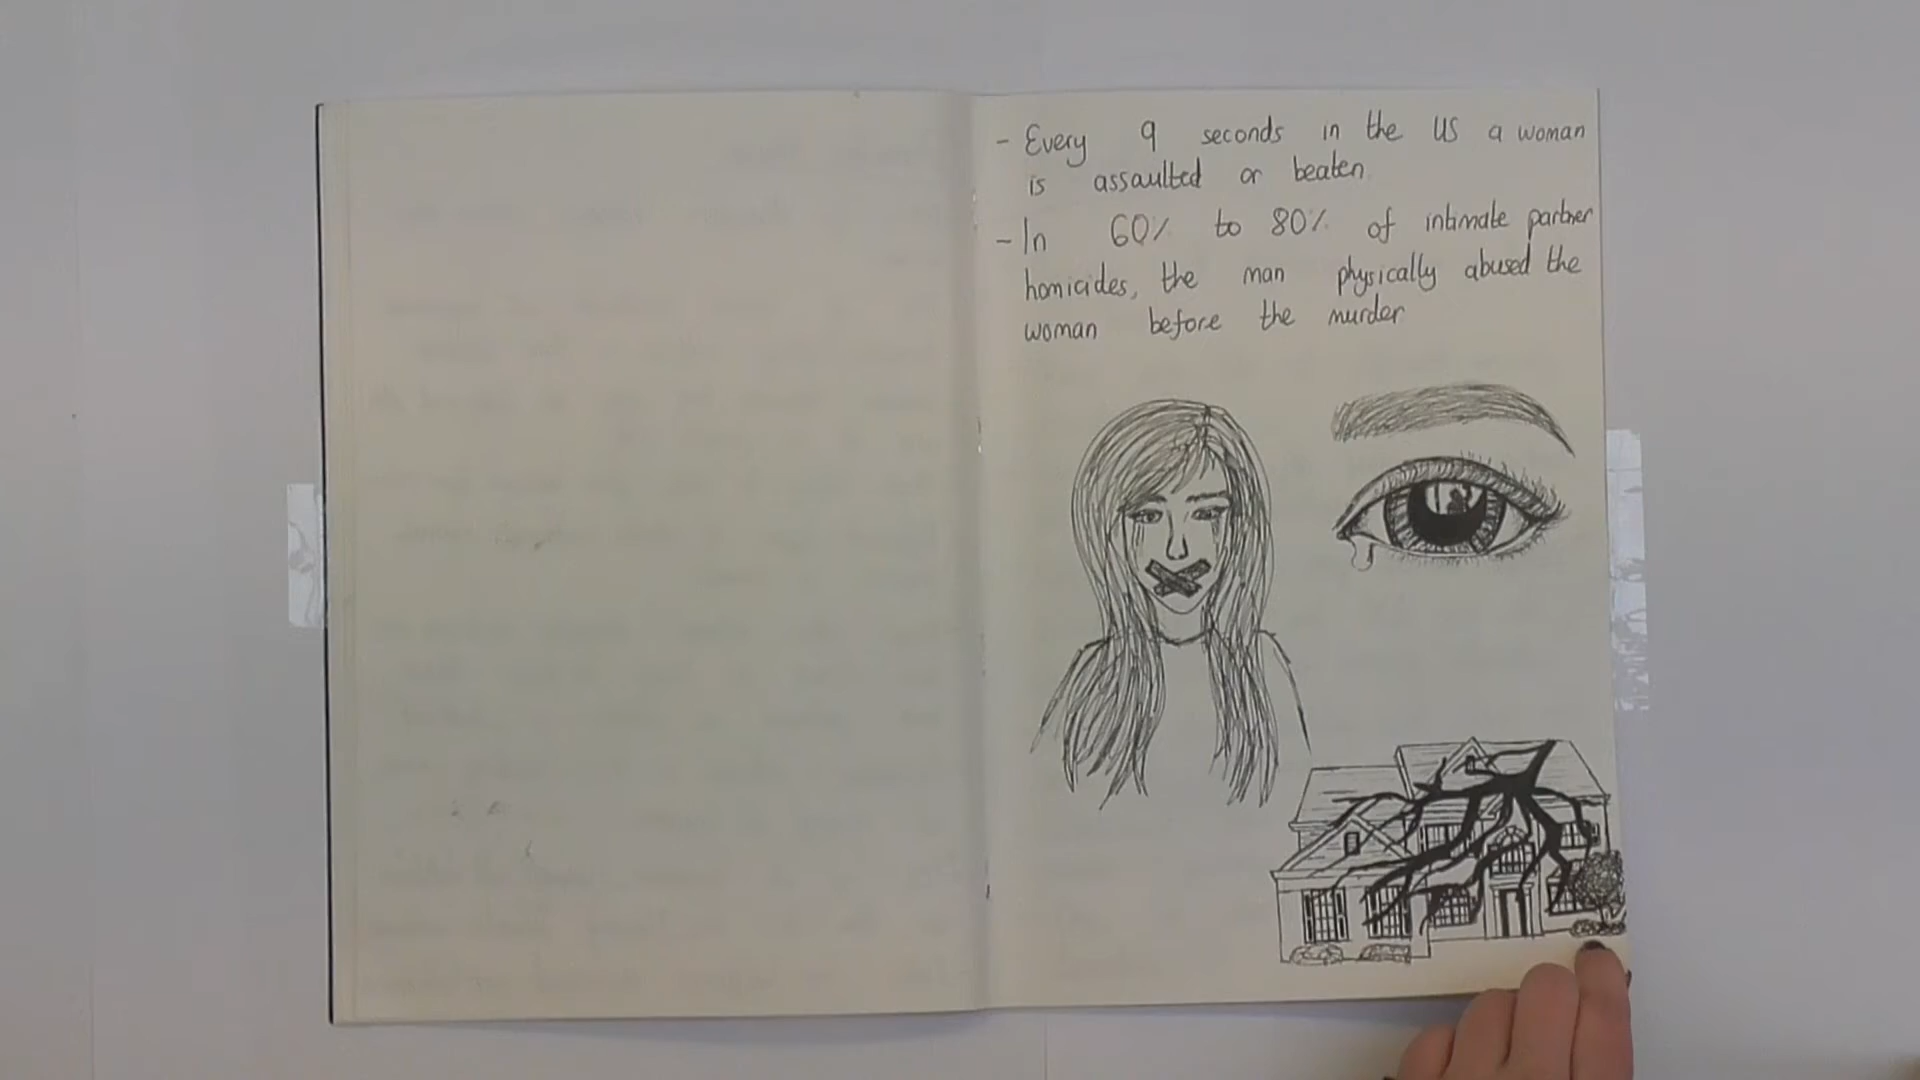 - Every 9 seconds in the US a woman
is assaulted or beaten.
- In 60% to 80% of intimate partner
homicides, the man physically abused the
woman before the murder